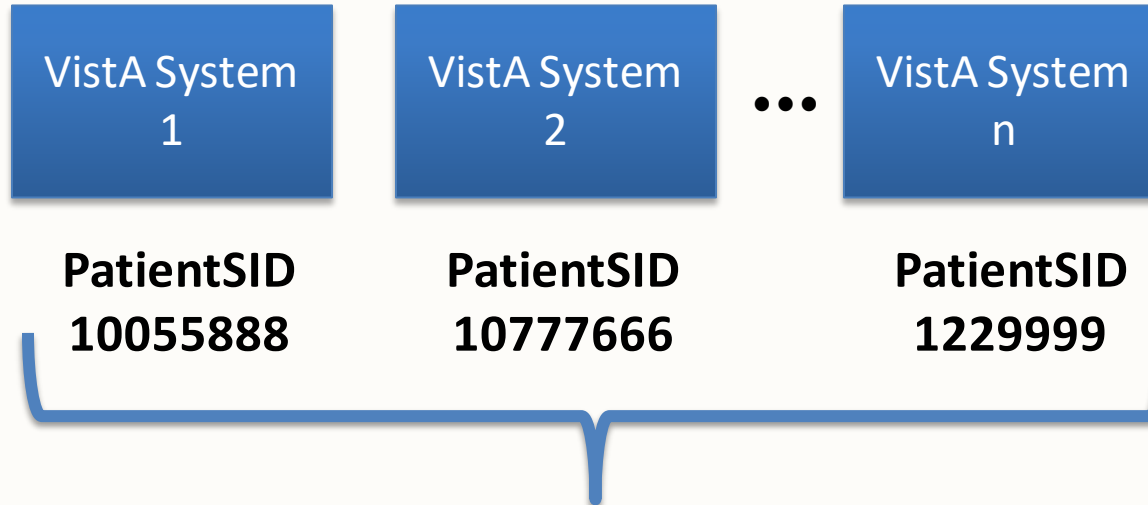 VistA System
1
VistA System
2
•••
VistA System
n
PatientSID
10055888
PatientSID
10777666
PatientSID
1229999